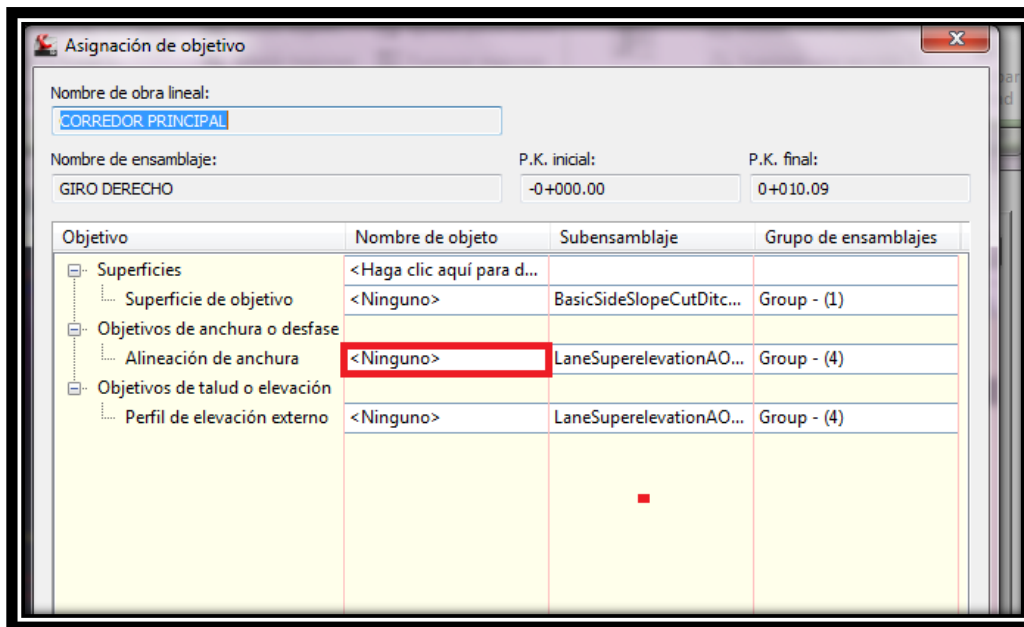 Asignación de objetivo
Nombre de obra lineal:
CORREDOR PRINCIPAL
Nombre de ensamblaje: P.K. inicial: P.K. final:
GIRO DERECHO -0+000.00 0+010.09
Objetivo Nombre de objeto Subensamblaje Grupo de ensamblajes
Superficies <Haga clic aquí para d...
Superficie de objetivo <Ninguno> BasicSideSlopeCutDitc... Group - (1)
Objetivos de anchura o desfase
Alineación de anchura <Ninguno> LaneSuperelevationAO... Group - (4)
Objetivos de talud o elevación
Perfil de elevación externo <Ninguno> LaneSuperelevationAO... Group - (4)